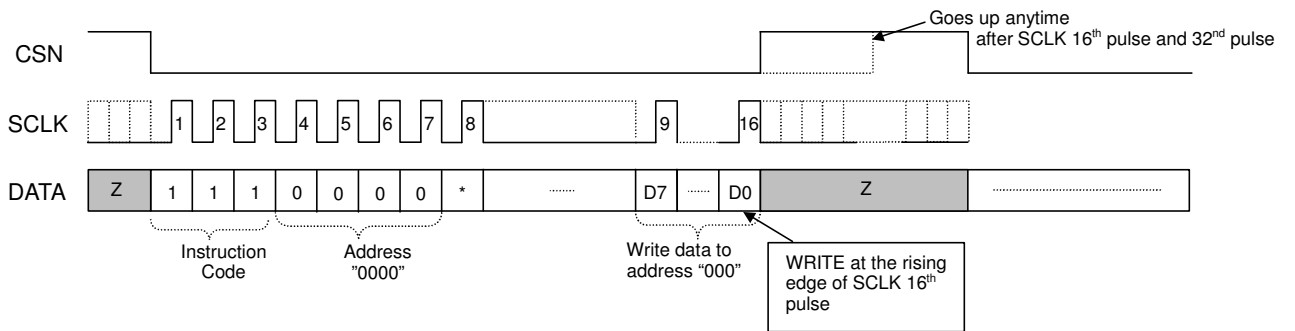 Goes up anytime
after SCLK 16th pulse and 32nd pulse
CSN
SCLK 1 2 3 4 5 6 7 8 9 16
DATA Z 1 1 1 0 0 0 0 * ........ D7 ...... D0 Z ..........................................
Instruction
Code
Address
"0000"
Write data to
address “000”
WRITE at the rising
edge of SCLK 16th
pulse